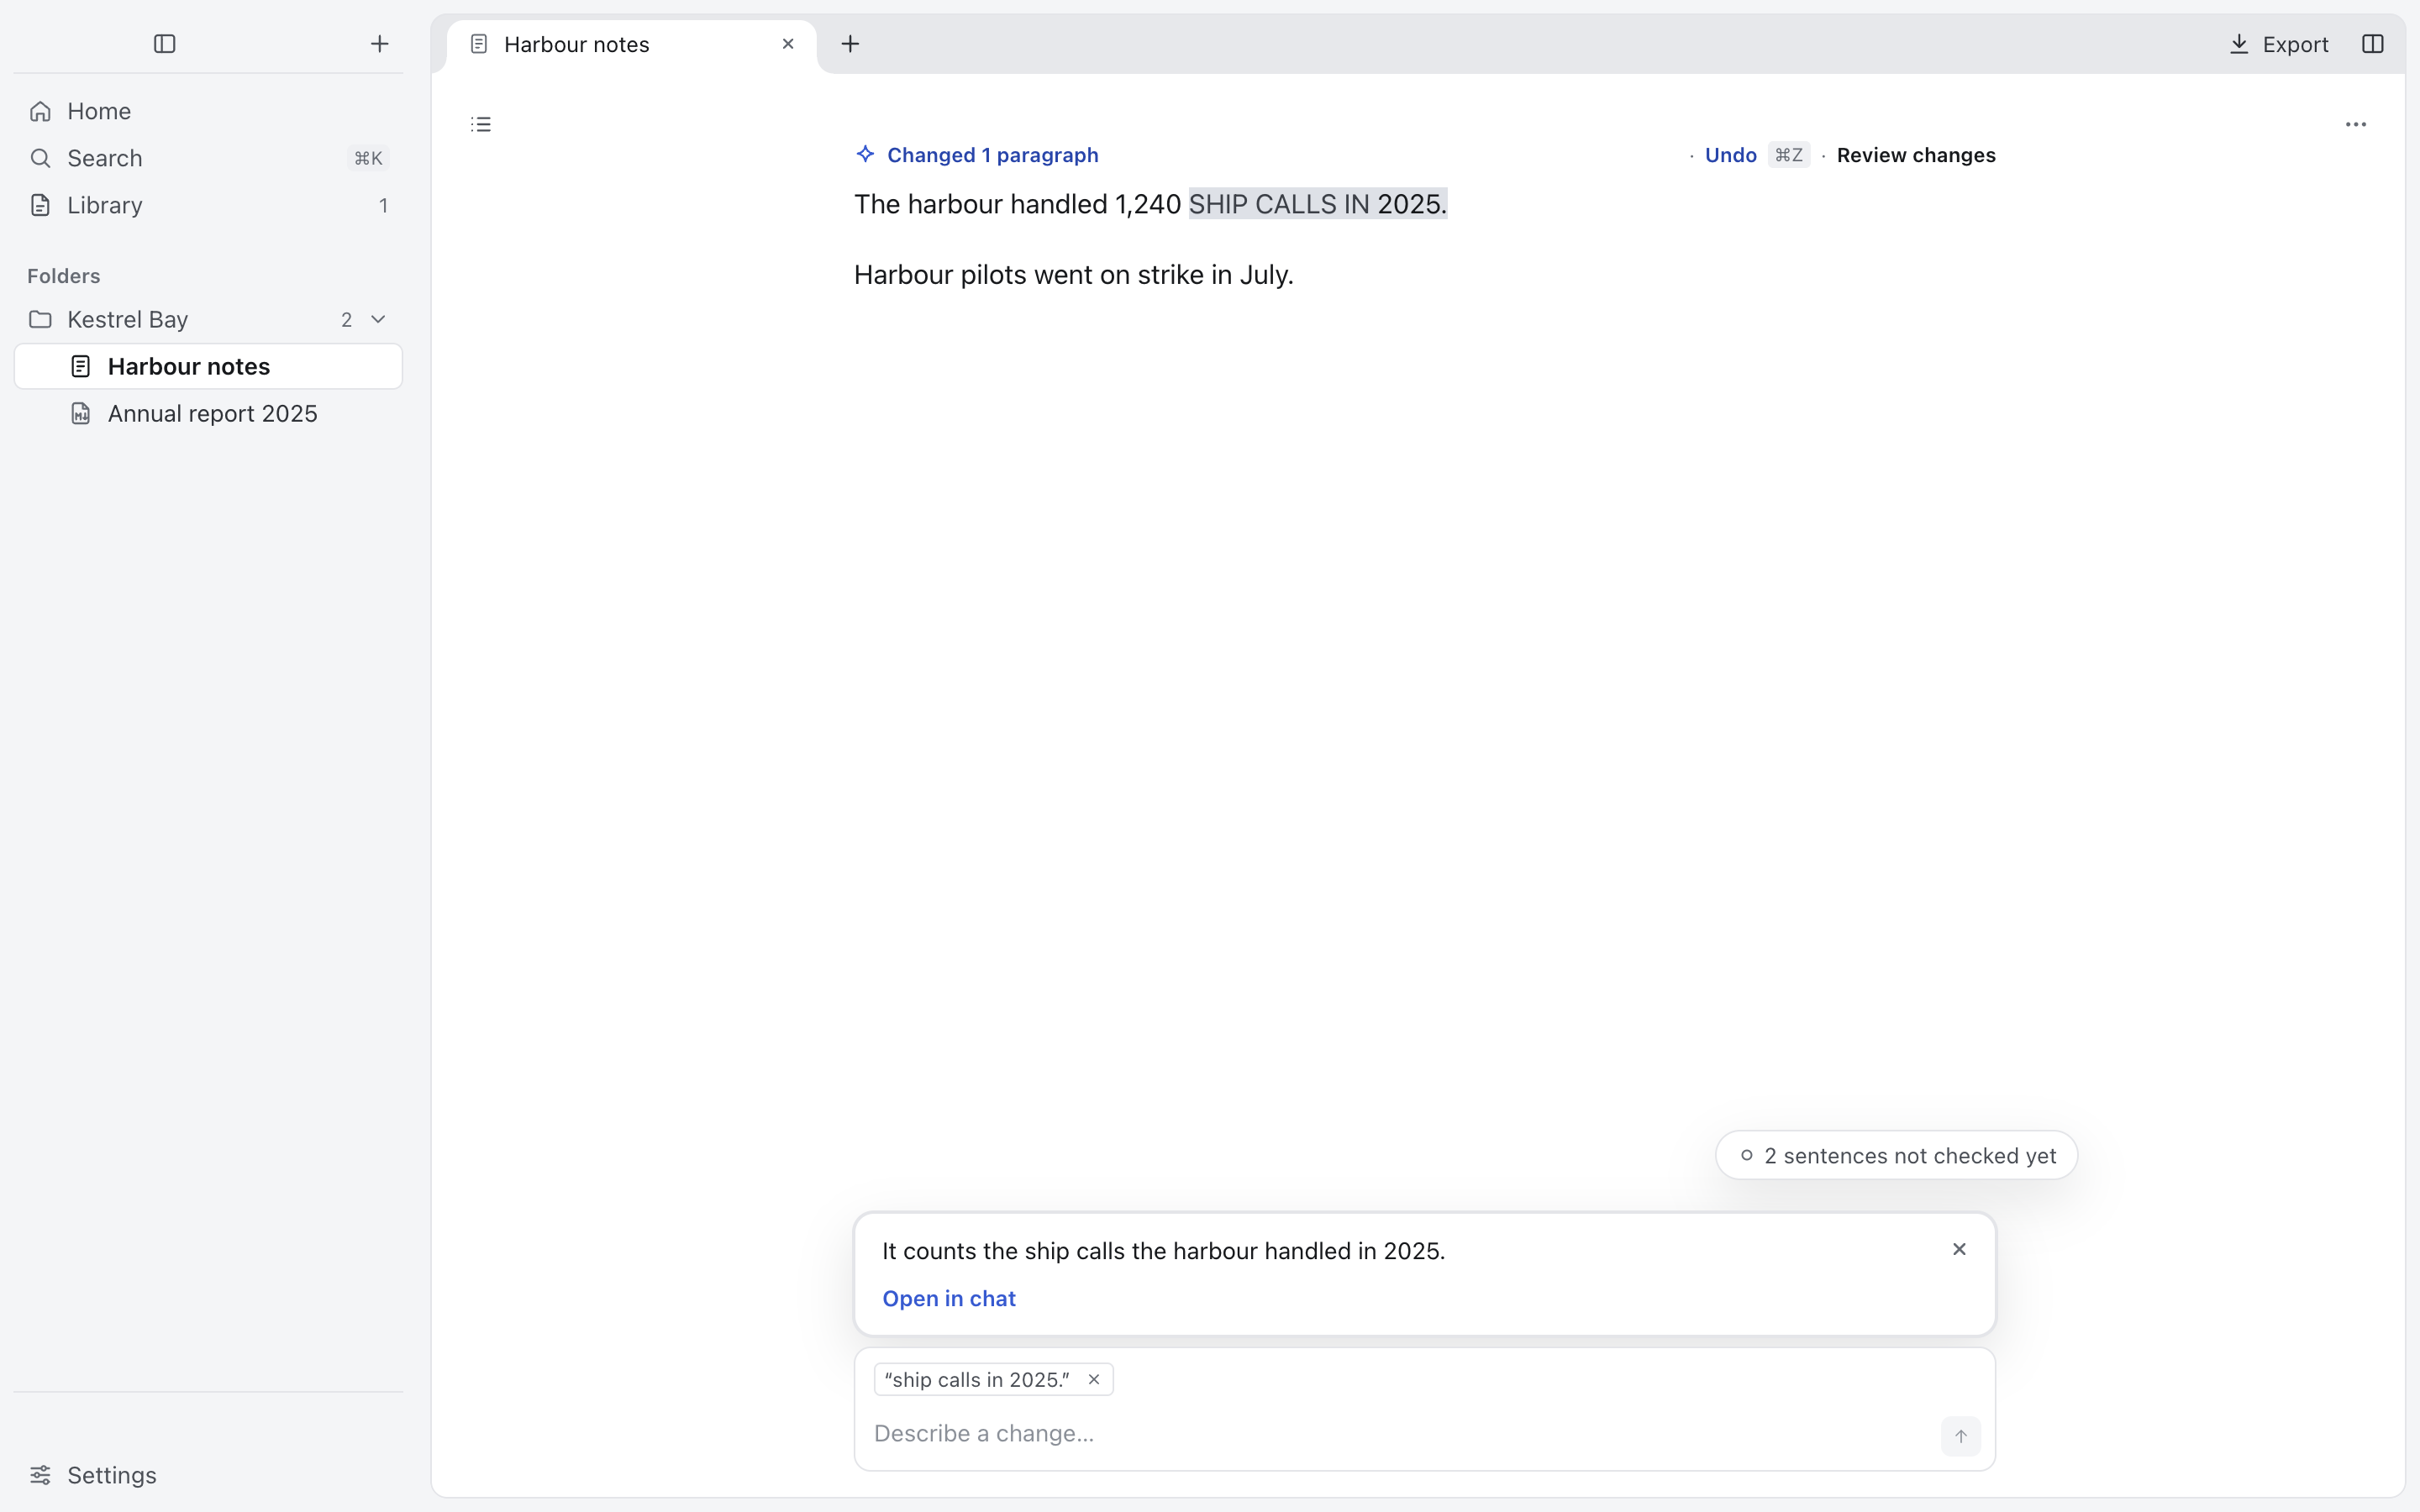 Harbour notes
Export
Home
Search ⌘K
Library 1
Folders
Kestrel Bay 2
Harbour notes
Annual report 2025
Settings
Changed 1 paragraph · Undo ⌘Z · Review changes
The harbour handled 1,240 SHIP CALLS IN 2025.
Harbour pilots went on strike in July.
2 sentences not checked yet
It counts the ship calls the harbour handled in 2025.
Open in chat
“ship calls in 2025.”
Describe a change...